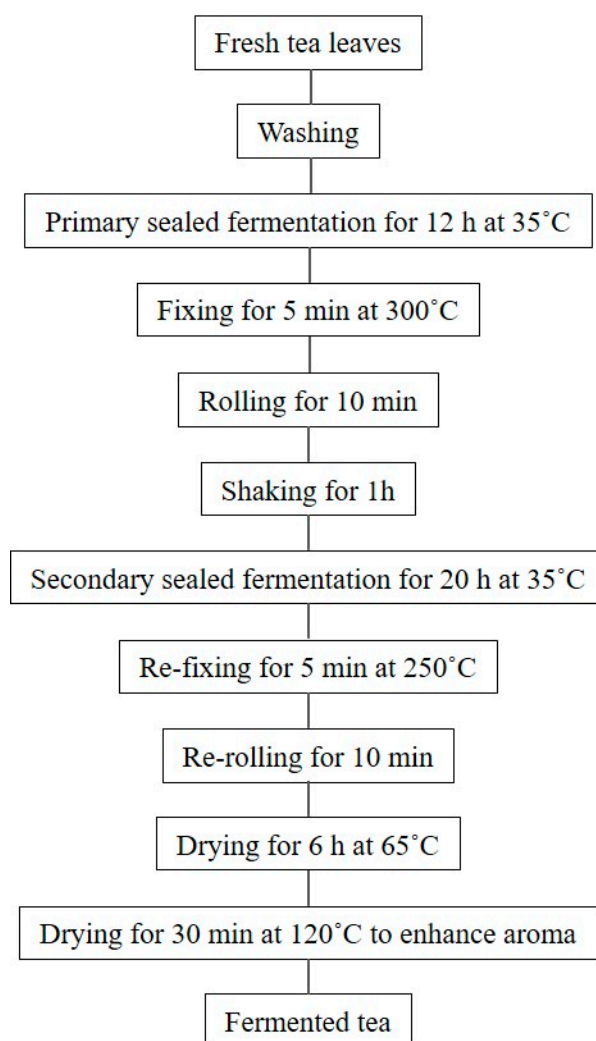 Fresh tea leaves
Washing
Primary sealed fermentation for 12 h at 35˚C
Fixing for 5 min at 300˚C
Rolling for 10 min
Shaking for 1h
Secondary sealed fermentation for 20 h at 35˚C
Re-fixing for 5 min at 250˚C
Re-rolling for 10 min
Drying for 6 h at 65˚C
Drying for 30 min at 120˚C to enhance aroma
Fermented tea